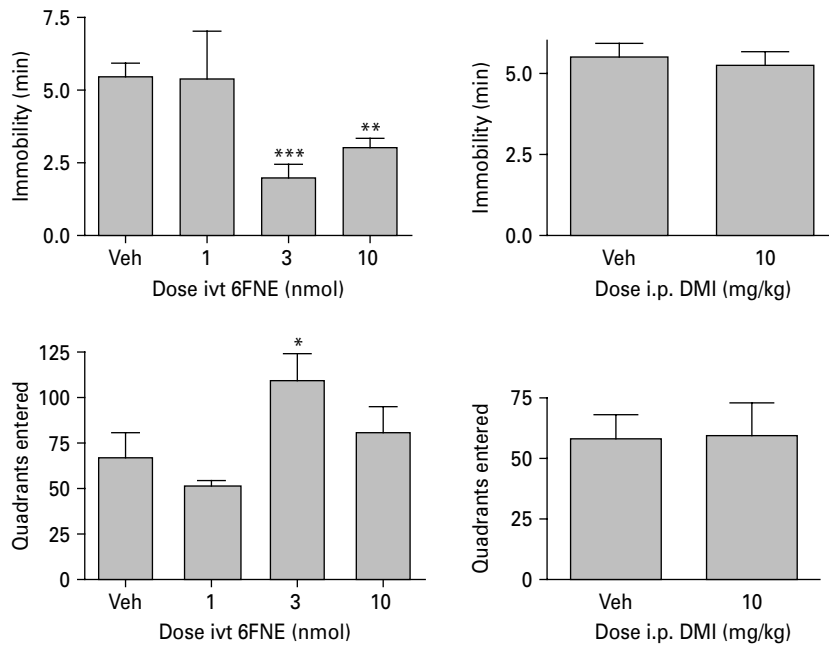 7.5
5.0
2.5
0.0
Immobility (min)
***
**
Veh 1 3 10
Dose ivt 6FNE (nmol)
5.0
2.5
0.0
Immobility (min)
Veh 10
Dose i.p. DMI (mg/kg)
125
100
75
50
25
0
Quadrants entered
*
Veh 1 3 10
Dose ivt 6FNE (nmol)
75
50
25
0
Quadrants entered
Veh 10
Dose i.p. DMI (mg/kg)